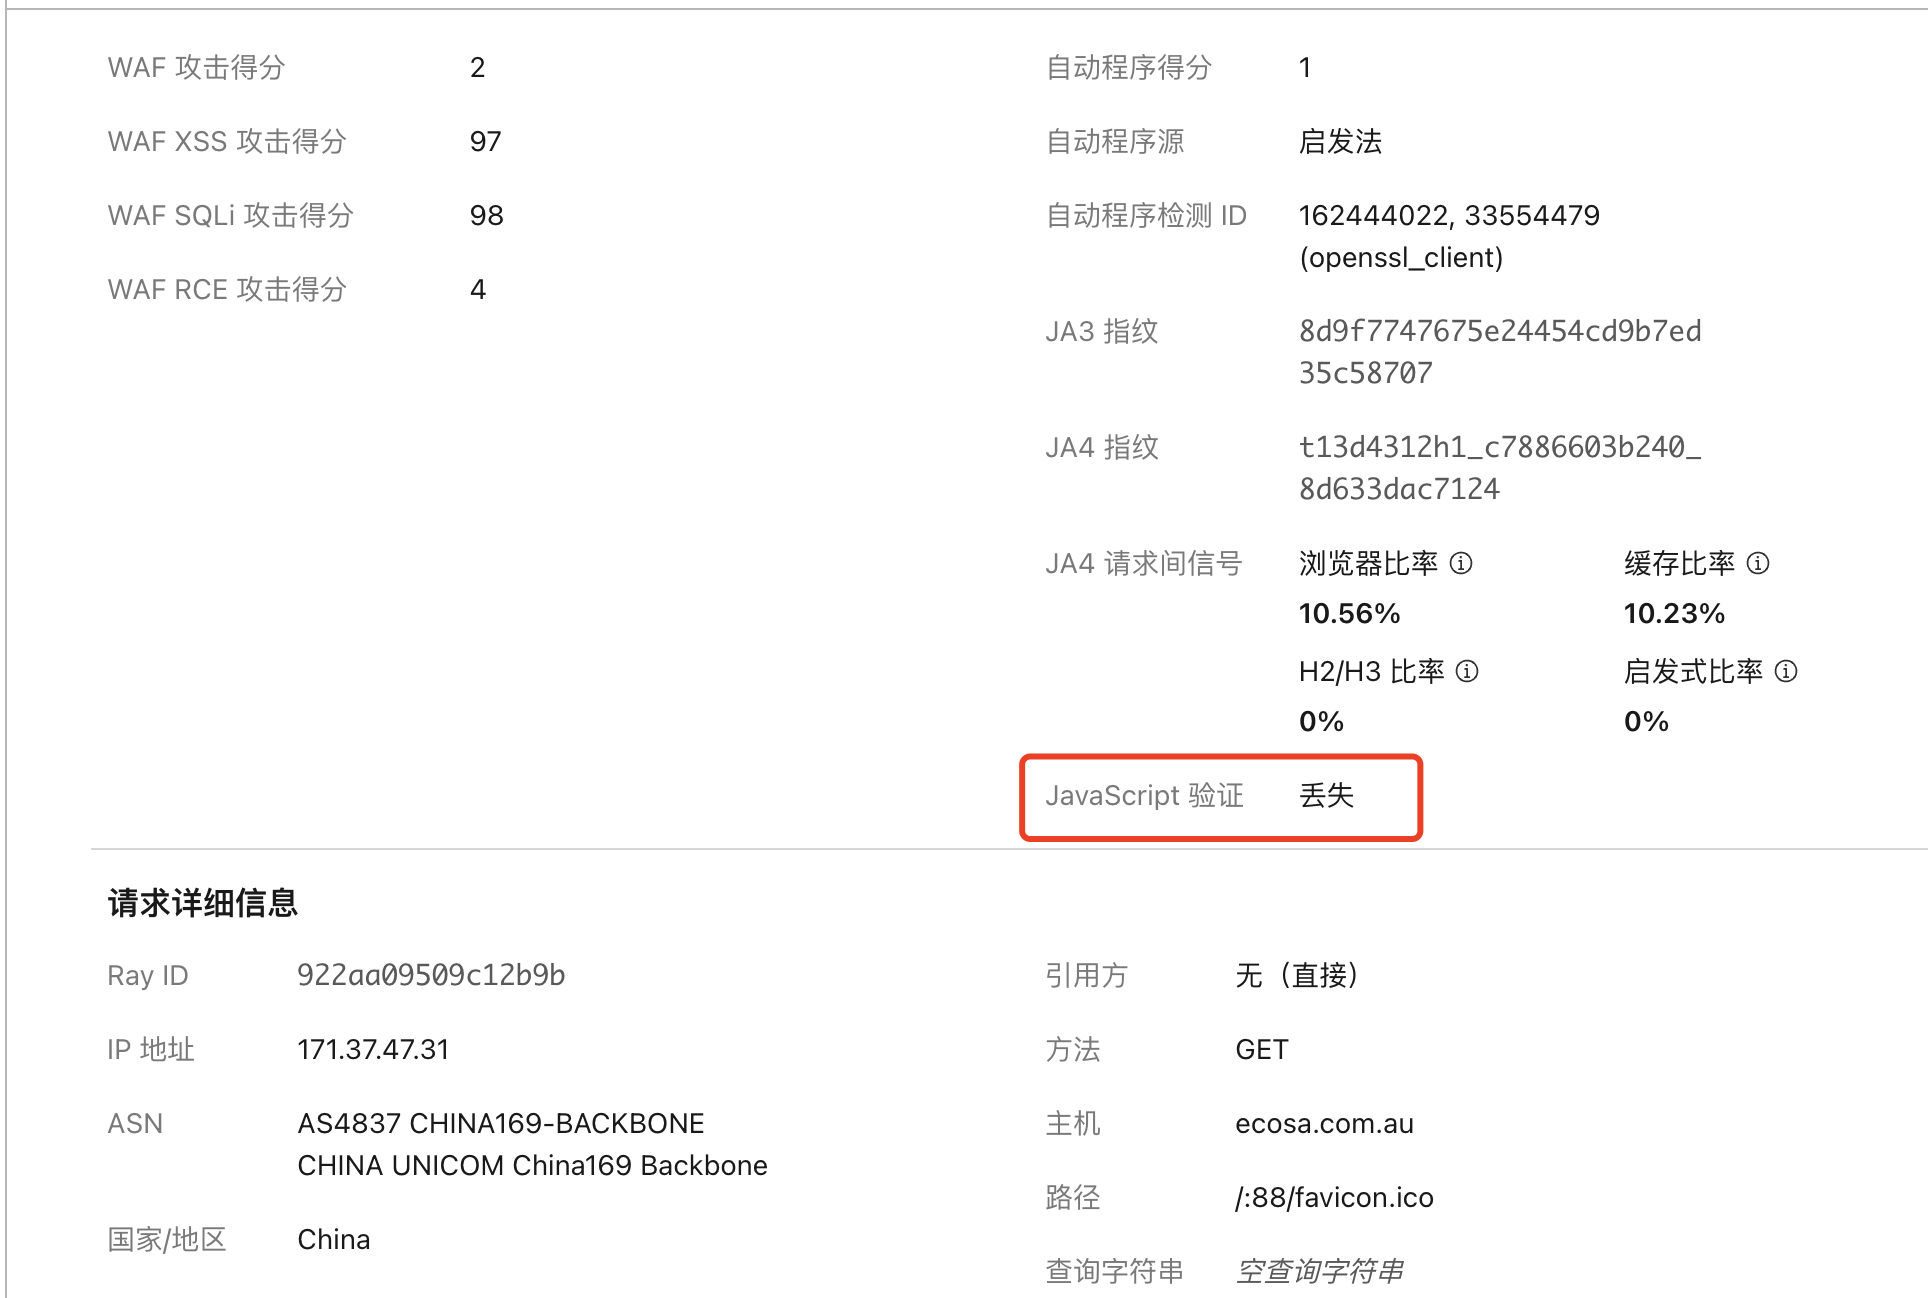 WAF 攻击得分 2
WAF XSS 攻击得分 97
WAF SQLi 攻击得分 98
WAF RCE 攻击得分 4
自动程序得分 1
自动程序源 启发法
自动程序检测 ID 162444022, 33554479
(openssl_client)
JA3 指纹 8d9f7747675e24454cd9b7ed
35c58707
JA4 指纹 t13d4312h1_c7886603b240_
8d633dac7124
JA4 请求间信号 浏览器比率 缓存比率
10.56% 10.23%
H2/H3 比率 启发式比率
0% 0%
JavaScript 验证 丢失
请求详细信息
Ray ID 922aa09509c12b9b
IP 地址 171.37.47.31
ASN AS4837 CHINA169-BACKBONE
CHINA UNICOM China169 Backbone
国家/地区 China
引用方 无（直接）
方法 GET
主机 ecosa.com.au
路径 /:88/favicon.ico
查询字符串 空查询字符串